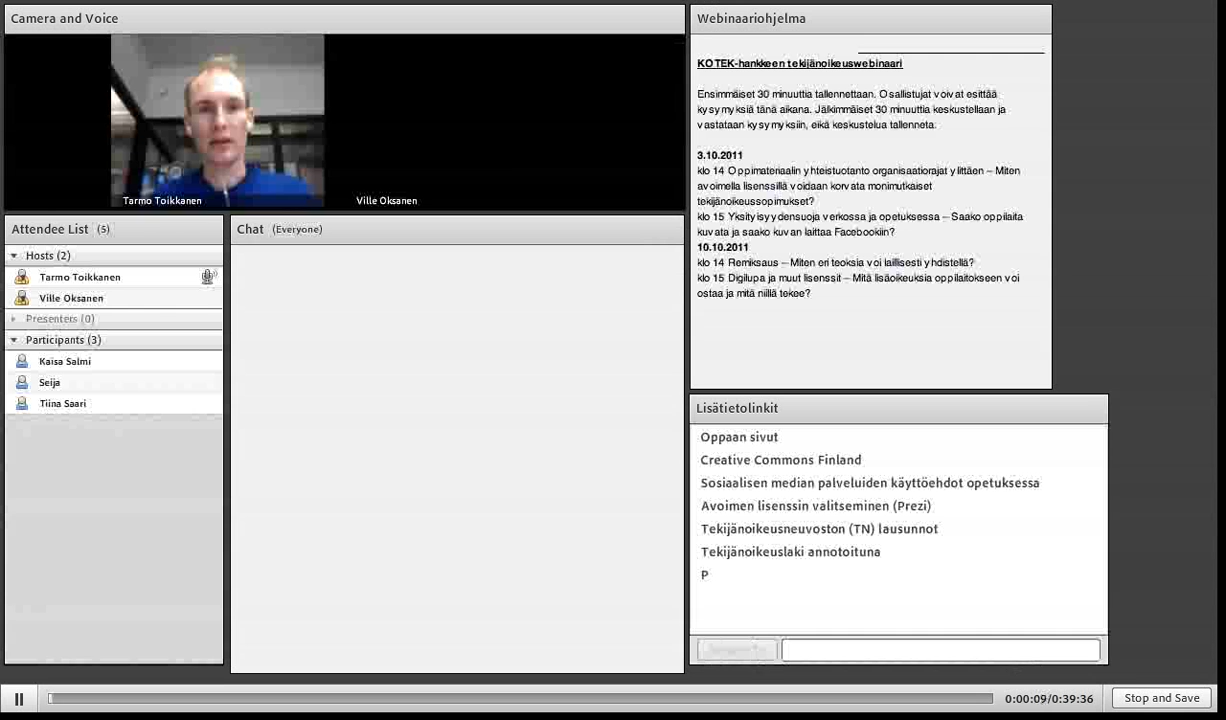 Camera and Voice
Tarmo Toikkanen
Ville Oksanen
Attendee List (5)
Hosts (2)
Tarmo Toikkanen
Ville Oksanen
Presenters (0)
Participants (3)
Kaisa Salmi
Seija
Tiina Saari
Chat (Everyone)
Webinaariohjelma
KOTEK-hankkeen tekijänoikeuswebinaari
Ensimmäiset 30 minuuttia tallennettaan. Osallistujat voivat esittää
kysymyksiä tänä aikana. Jälkimmäiset 30 minuuttia keskustellaan ja
vastataan kysymyksiin, eikä keskustelua tallenneta.
3.10.2011
klo 14 Oppimateriaalin yhteistuotanto organisaatiorajat ylittäen – Miten
avoimella lisenssillä voidaan korvata monimutkaiset
tekijänoikeussopimukset?
klo 15 Yksityisyydensuoja verkossa ja opetuksessa – Saako oppilaita
kuvata ja saako kuvan laittaa Facebookiin?
10.10.2011
klo 14 Remiksaus – Miten eri teoksia voi laillisesti yhdistellä?
klo 15 Digilupa ja muut lisenssit – Mitä lisäoikeuksia oppilaitokseen voi
ostaa ja mitä niillä tekee?
Lisätietolinkit
Oppaan sivut
Creative Commons Finland
Sosiaalisen median palveluiden käyttöehdot opetuksessa
Avoimen lisenssin valitseminen (Prezi)
Tekijänoikeusneuvoston (TN) lausunnot
Tekijänoikeuslaki annotoituna
P
0:00:09/0:39:36
Stop and Save